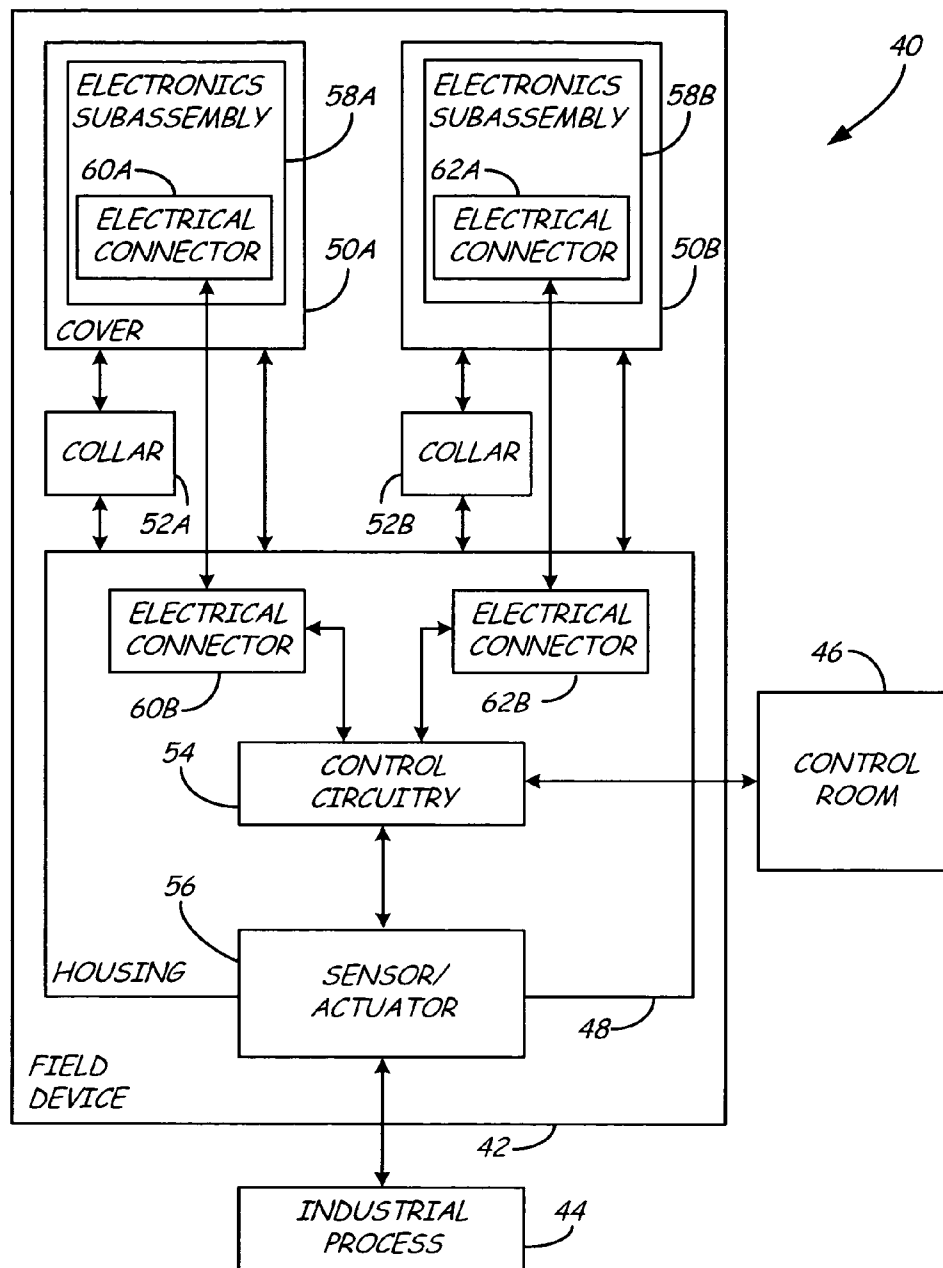 40
ELECTRONICS
SUBASSEMBLY
58A
60A
ELECTRICAL
CONNECTOR
50A
COVER
ELECTRONICS
SUBASSEMBLY
58B
62A
ELECTRICAL
CONNECTOR
50B
COLLAR
52A
COLLAR
52B
ELECTRICAL
CONNECTOR
60B
ELECTRICAL
CONNECTOR
62B
46
CONTROL
ROOM
54
CONTROL
CIRCUITRY
56
HOUSING
SENSOR/
ACTUATOR
48
FIELD
DEVICE
42
INDUSTRIAL
PROCESS
44